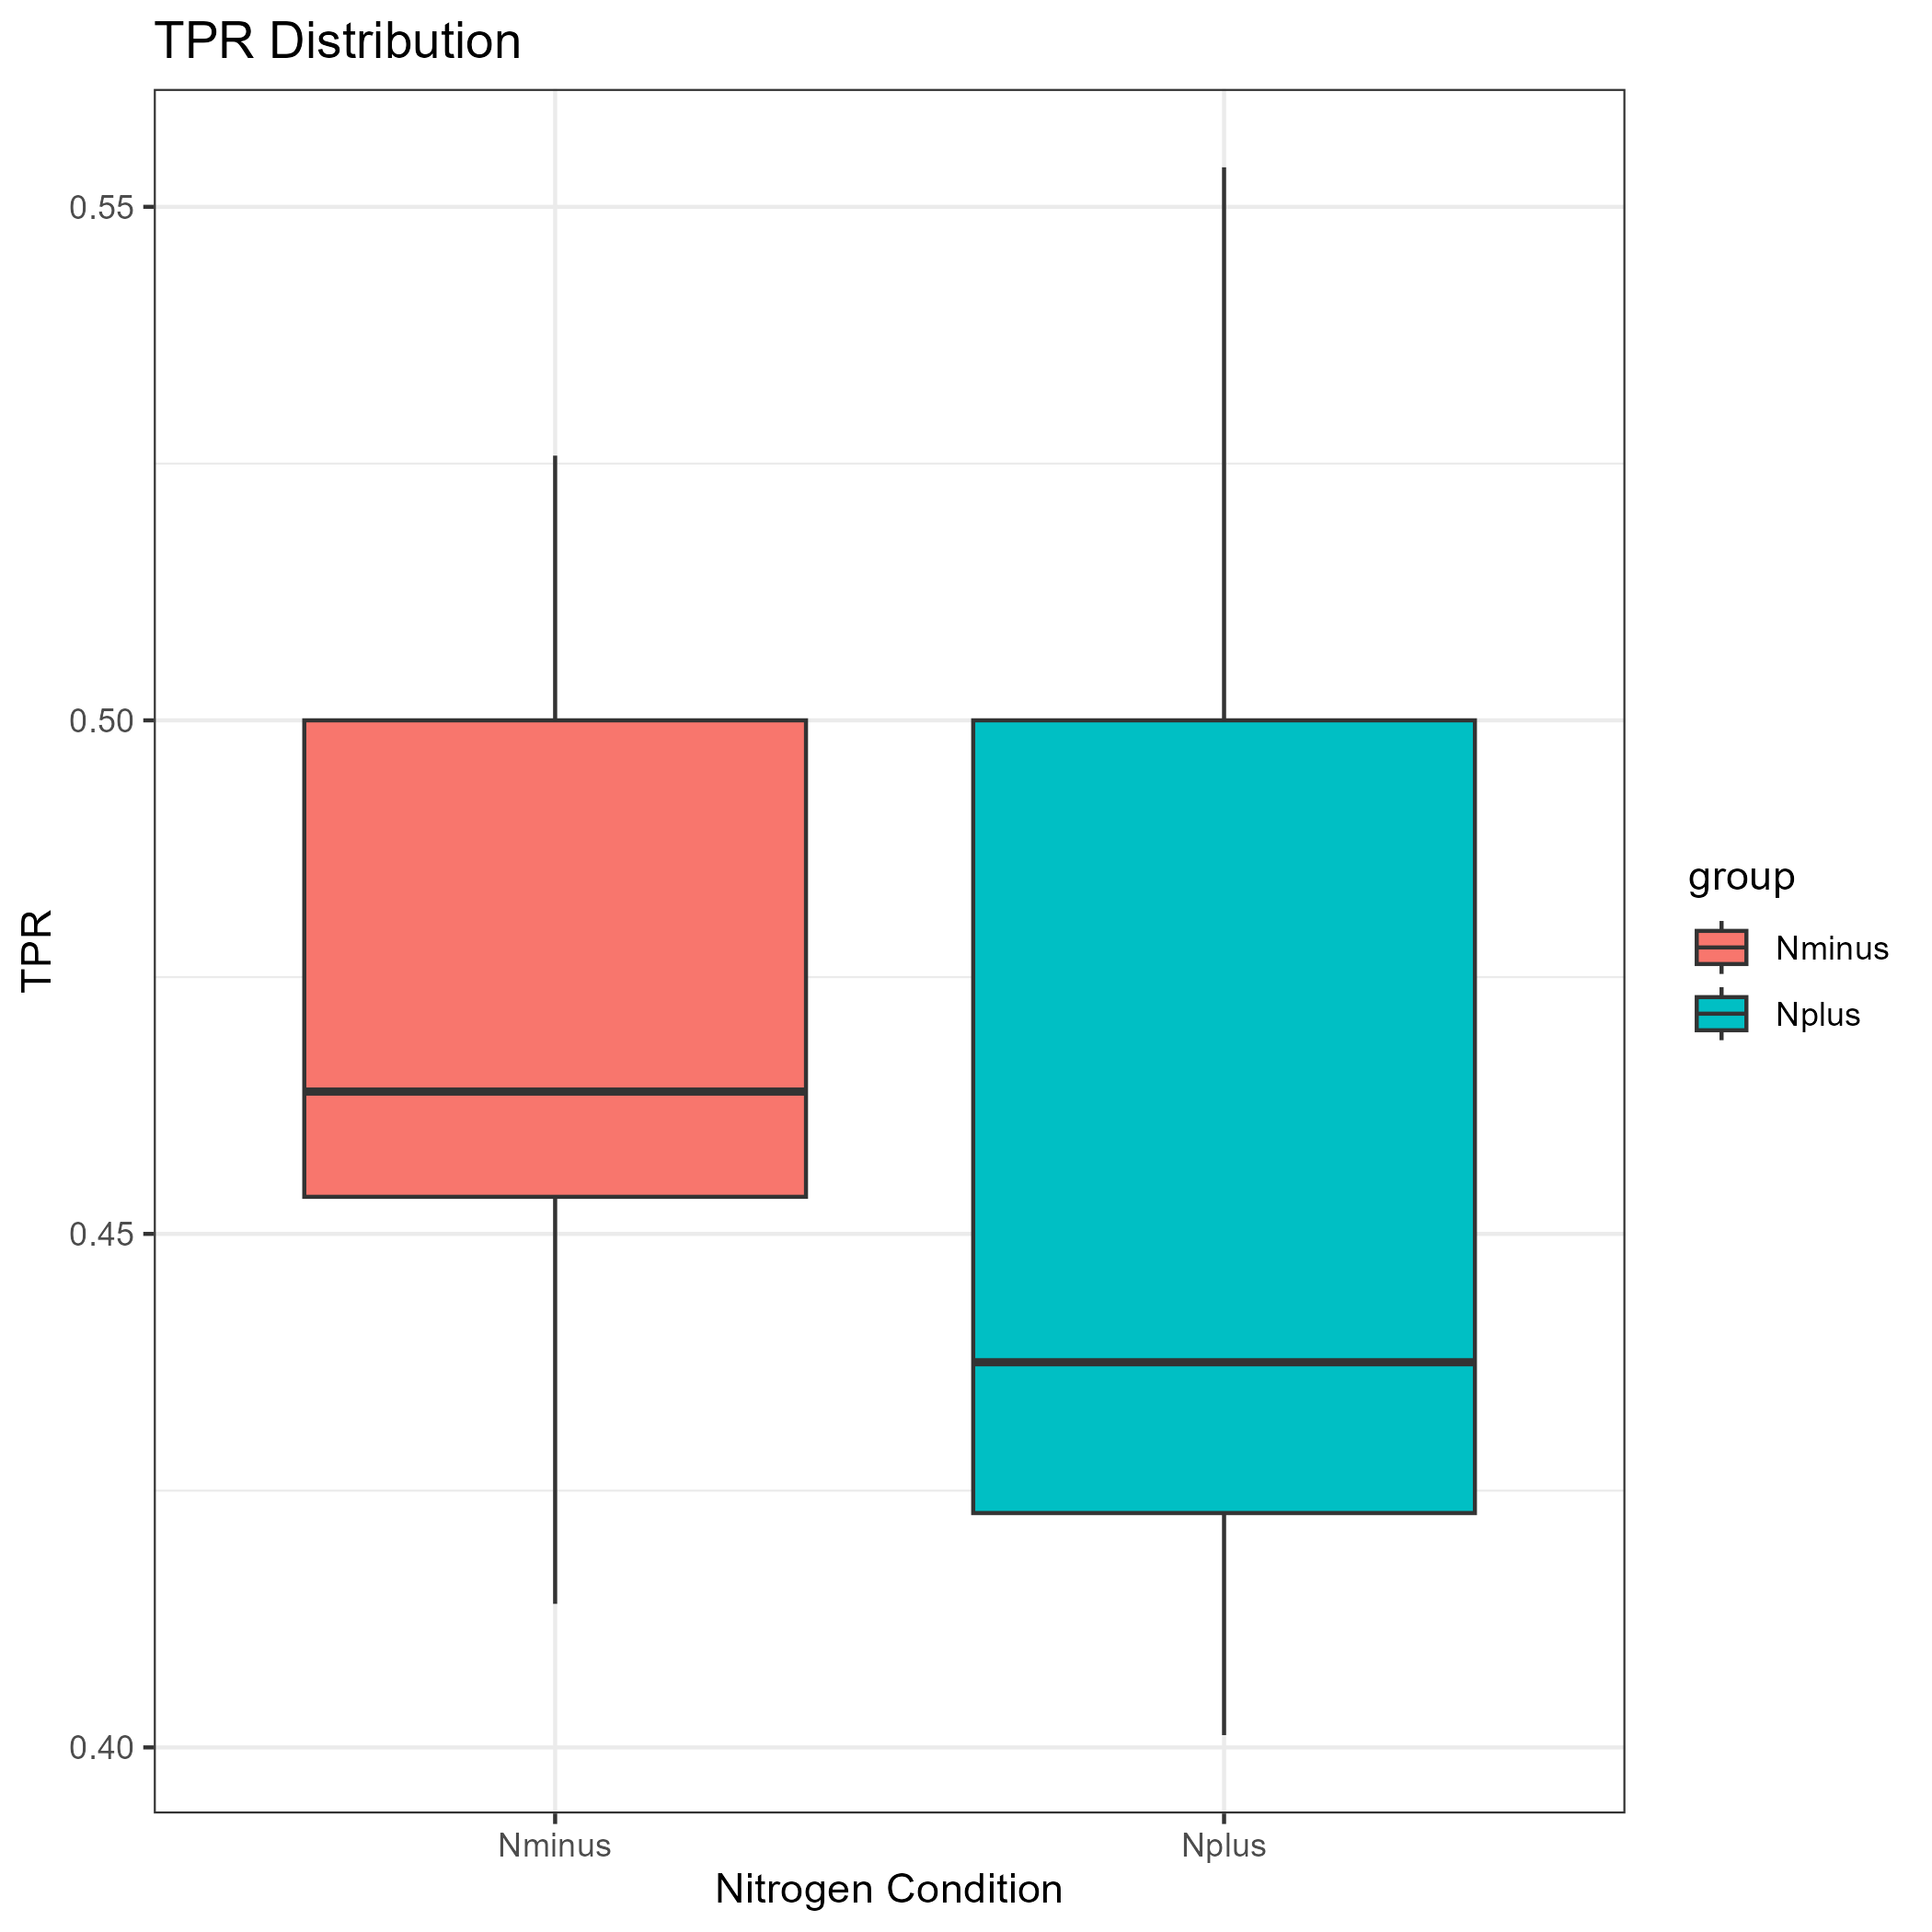 TPR Distribution
0.55
0.50
0.45
0.40
TPR
Nminus
Nplus
Nitrogen Condition
group
Nminus
Nplus